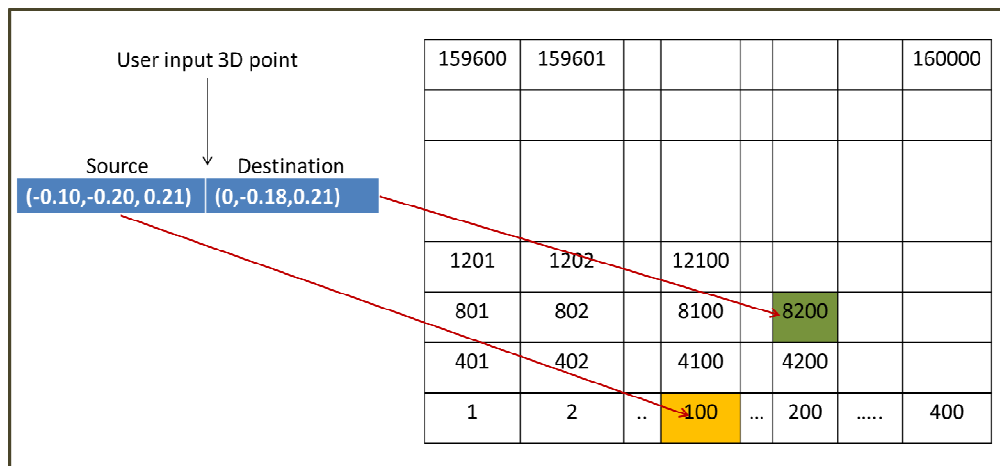 User input 3D point
Source Destination
(-0.10,-0.20, 0.21) (0,-0.18,0.21)
159600 159601 160000
1201 1202 12100
801 802 8100 8200
401 402 4100 4200
1 2 .. 100 ... 200 ..... 400